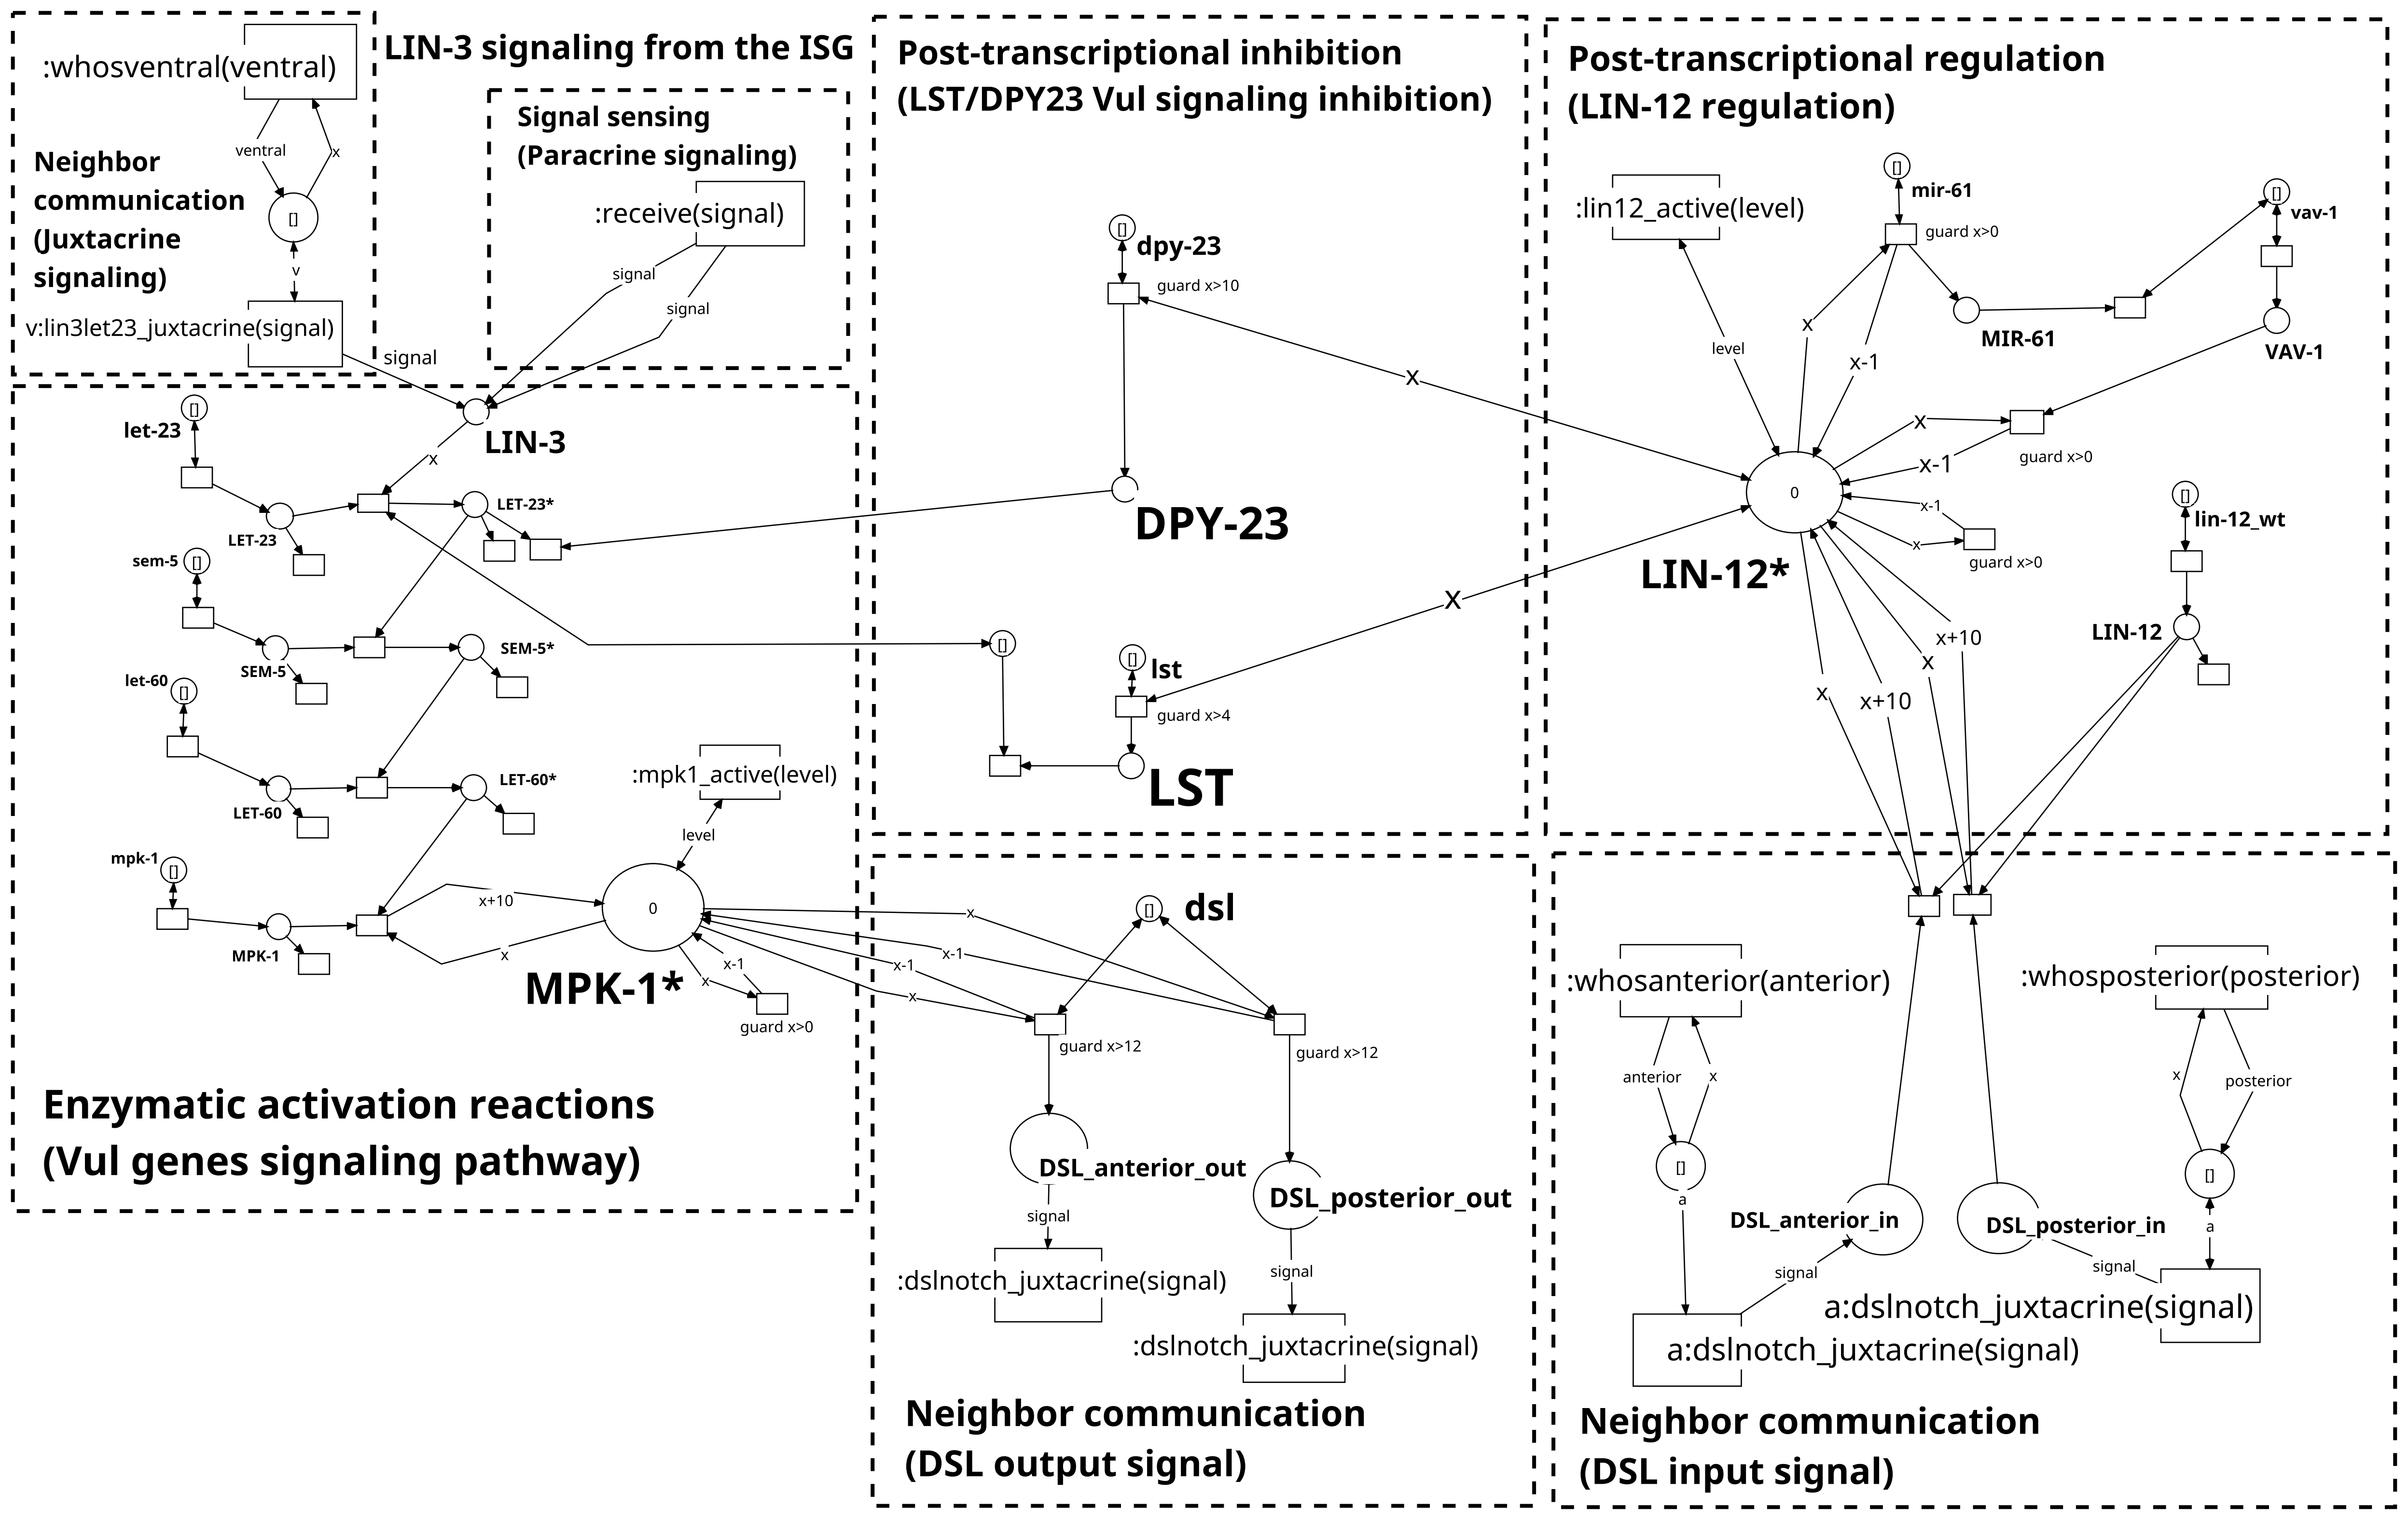 :whosventral(ventral)
ventral
x
[]
Neighbor
communication
(Juxtacrine
signaling)
v
v:lin3let23_juxtacrine(signal)
signal
LIN-3 signaling from the ISG
Signal sensing
(Paracrine signaling)
:receive(signal)
signal
signal
[]
let-23
LIN-3
x
LET-23*
LET-23
[]
sem-5
SEM-5*
SEM-5
[]
let-60
LET-60*
LET-60
:mpk1_active(level)
level
[]
mpk-1
x+10
0
x
MPK-1
MPK-1*
x-1
x
guard x>0
Enzymatic activation reactions
(Vul genes signaling pathway)
Post-transcriptional inhibition
(LST/DPY23 Vul signaling inhibition)
[]
dpy-23
guard x>10
x
DPY-23
x
[]
[]
lst
guard x>4
LST
Post-transcriptional regulation
(LIN-12 regulation)
:lin12_active(level)
level
[]
mir-61
guard x>0
[]
vav-1
MIR-61
VAV-1
x
x-1
x
x-1
guard x>0
0
x-1
x
guard x>0
LIN-12*
[]
lin-12_wt
LIN-12
x+10
x
x
x+10
x
x-1
x-1
x
[]
dsl
guard x>12
guard x>12
DSL_anterior_out
DSL_posterior_out
signal
signal
:dslnotch_juxtacrine(signal)
:dslnotch_juxtacrine(signal)
Neighbor communication
(DSL output signal)
:whosanterior(anterior)
anterior
x
[]
a
:whosposterior(posterior)
x
posterior
[]
a
DSL_anterior_in
DSL_posterior_in
signal
signal
a:dslnotch_juxtacrine(signal)
a:dslnotch_juxtacrine(signal)
Neighbor communication
(DSL input signal)